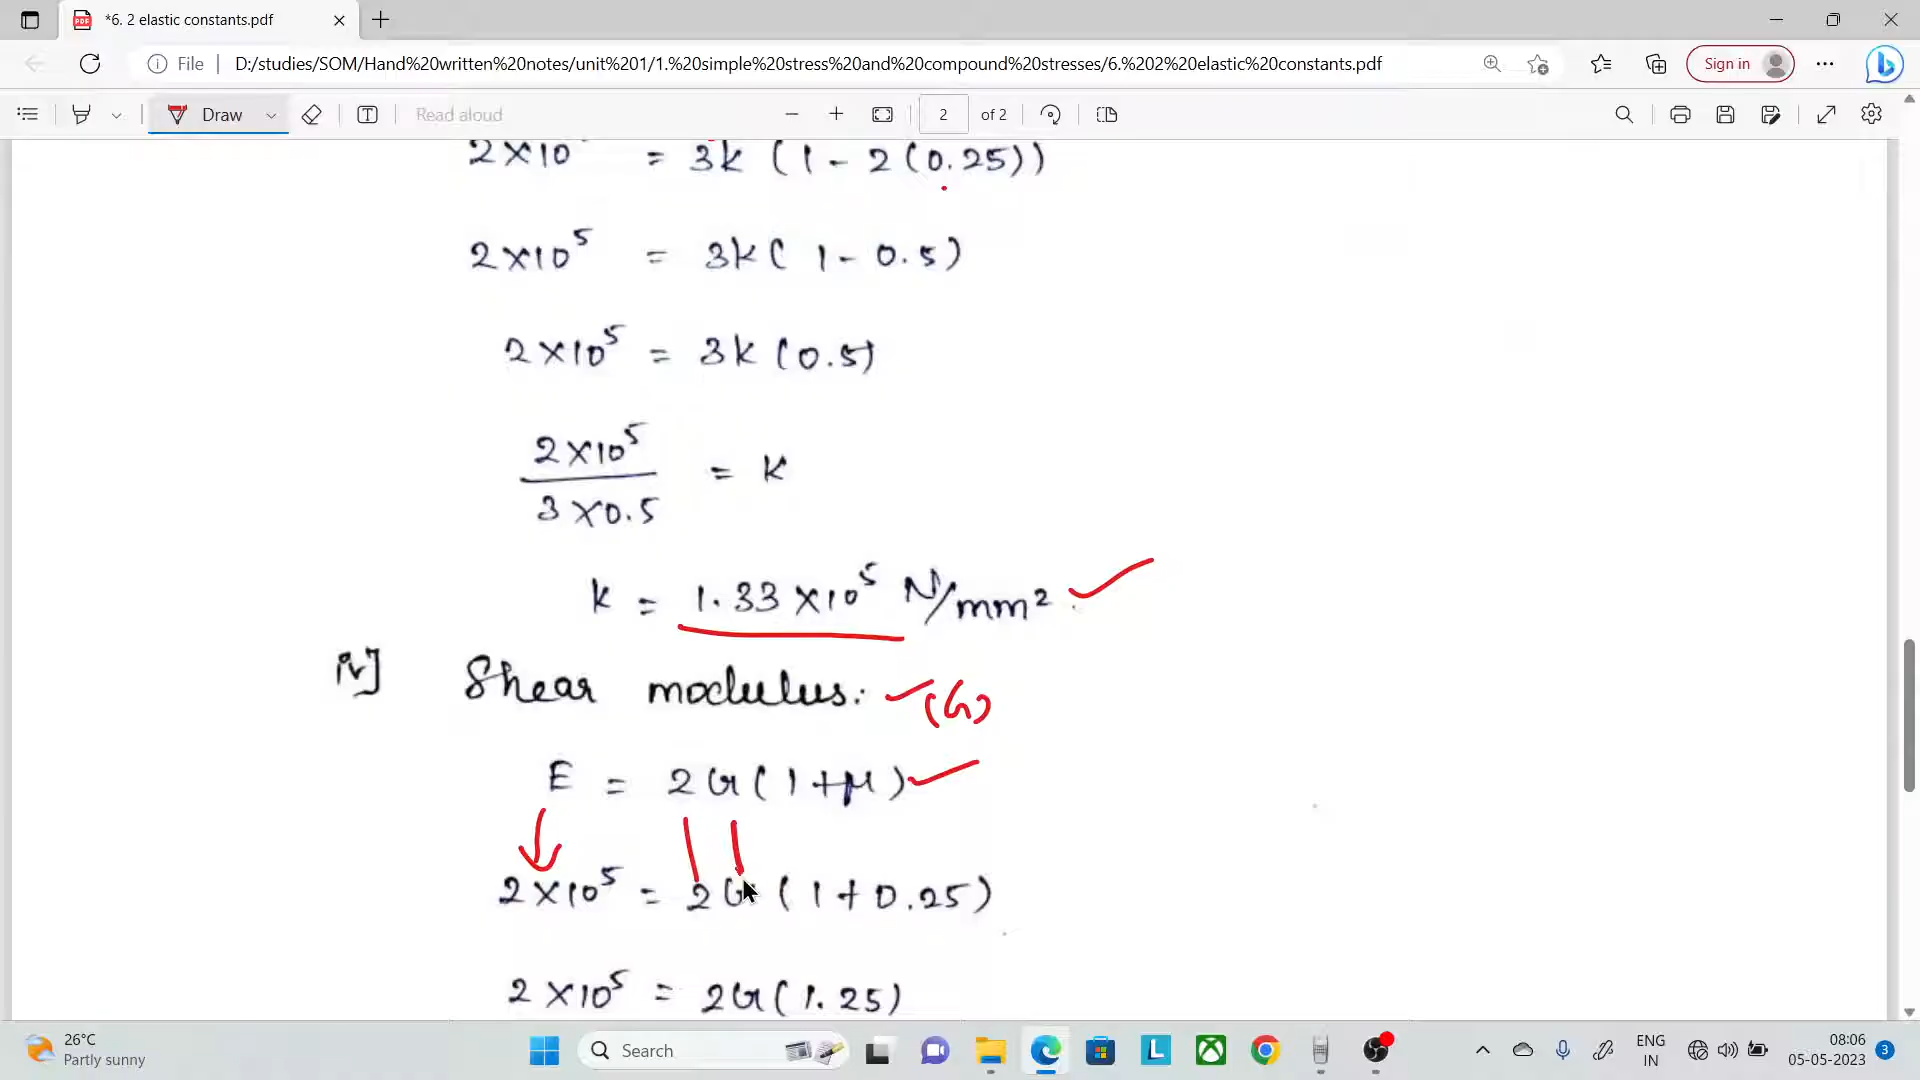 *6. 2 elastic constants.pdf
File
D:/studies/SOM/Hand%20written%20notes/unit%201/1.%20simple%20stress%20and%20compound%20stresses/6.%202%20elastic%20constants.pdf
Sign in
Draw
Read aloud
2 of 2
2×10 = 3k (1 - 2(0.25))
2×10⁵ = 3k( 1 - 0.5)
2×10⁵ = 3k (0.5)
2×10⁵
= k
3×0.5
k = 1.33×10⁵ N/mm²
iv] Shear modulus: (G)
E = 2G(1+μ)
2×10⁵ = 2G (1+0.25)
2×10⁵ = 2G(1.25)
26°C
Partly sunny
Search
ENG
IN
08:06
05-05-2023
3